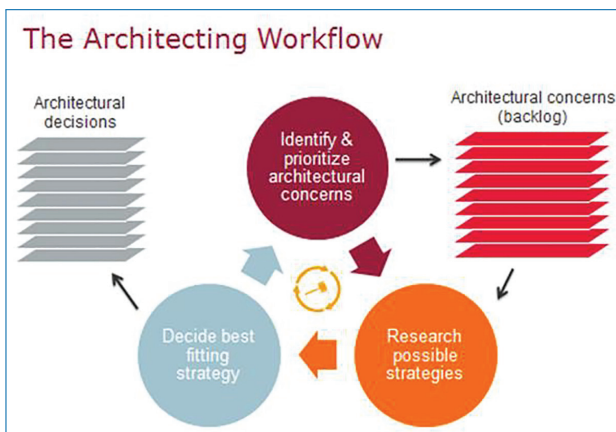 The Architecting Workflow
Architectural
decisions
Identify &
prioritize
architectural
concerns
Architectural concerns
(backlog)
Decide best
fitting
strategy
Research
possible
strategies